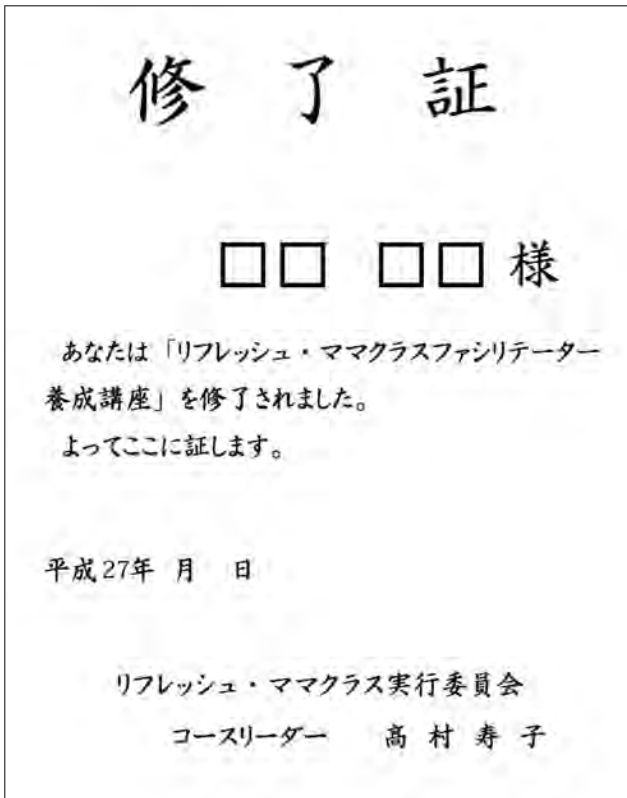 修 了 証
□□ □□ 様
あなたは「リフレッシュ・ママクラスファシリテーター
養成講座」を修了されました。
よってここに証します。
平成27年 月 日
リフレッシュ・ママクラス実行委員会
コースリーダー 髙 村 寿 子